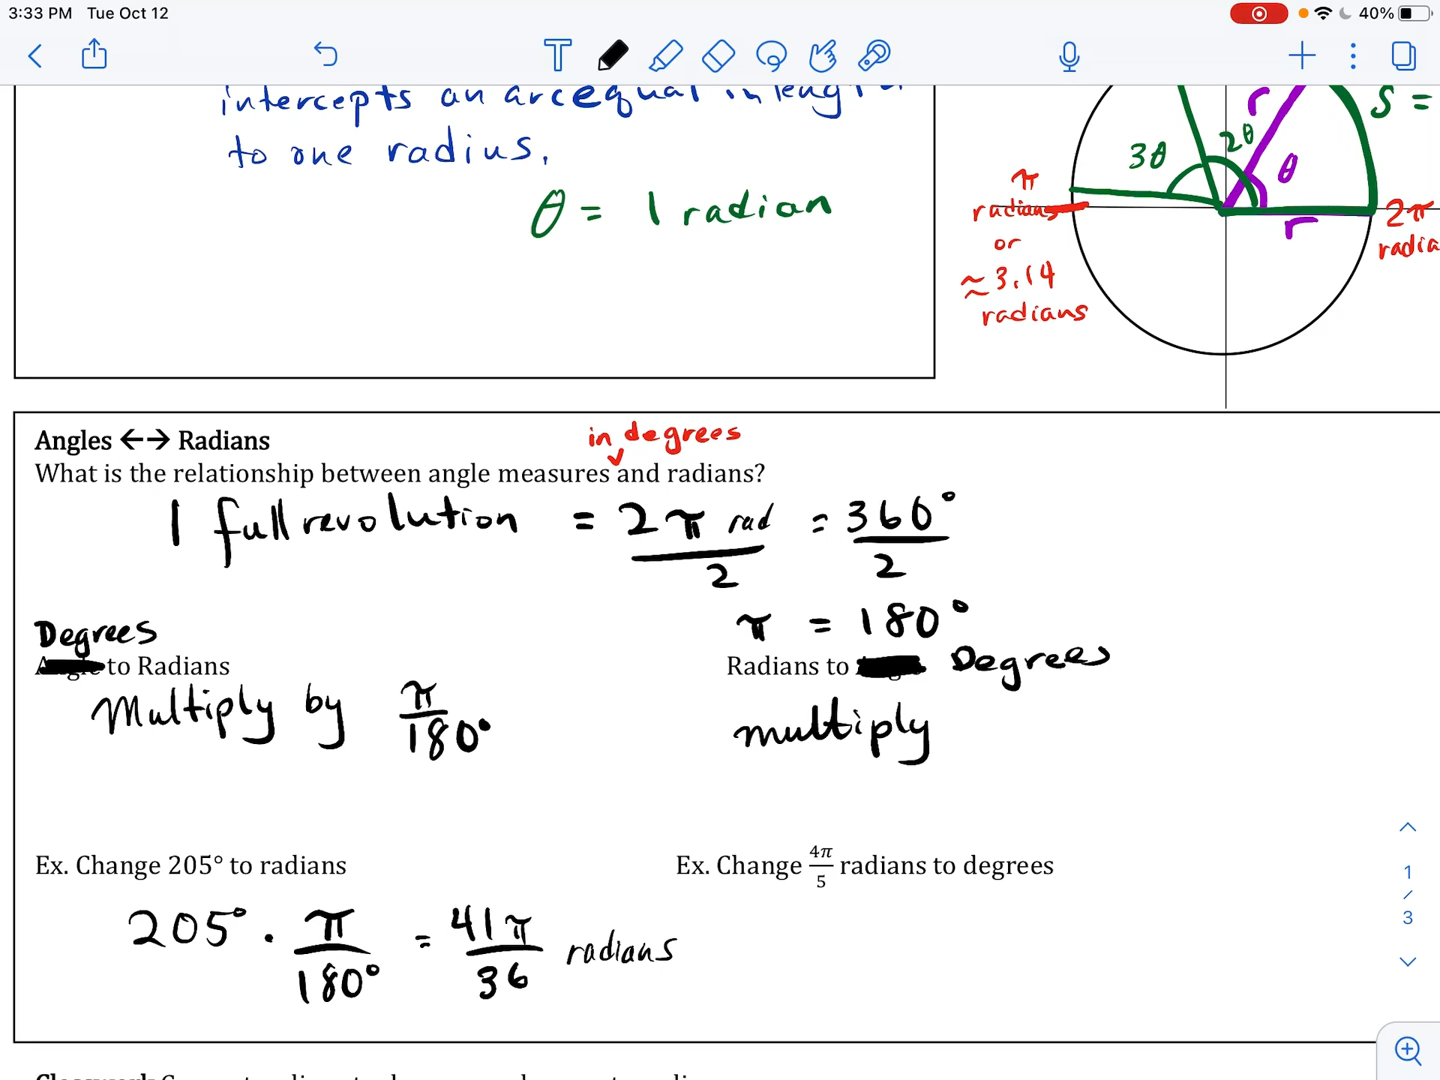 3:33 PM Tue Oct 12
40%
intercepts an arc equal in length
to one radius.
θ = 1 radian
r
S =
3θ
2θ
θ
π
radians
or
≈ 3.14
radians
r
2π
radia
Angles ←→ Radians
in degrees
What is the relationship between angle measures and radians?
1 full revolution = 2π rad / 2 = 360° / 2
π = 180°
Degrees
to Radians
Multiply by π/180°
Radians to Degrees
multiply
Ex. Change 205° to radians
205° · π/180° = 41π/36 radians
Ex. Change 4π/5 radians to degrees
1
/
3